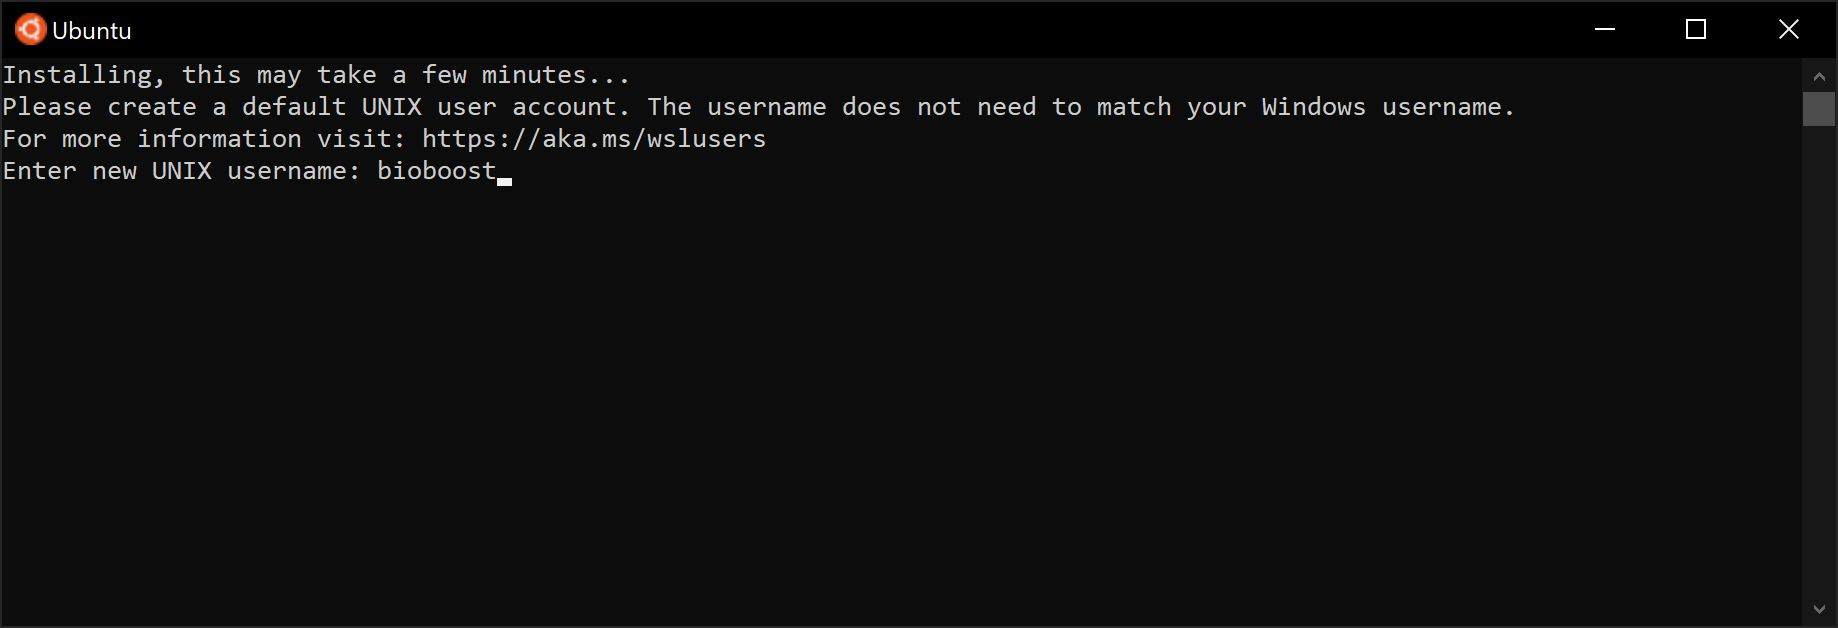 Ubuntu
Installing, this may take a few minutes...
Please create a default UNIX user account. The username does not need to match your Windows username.
For more information visit: https://aka.ms/wslusers
Enter new UNIX username: bioboost